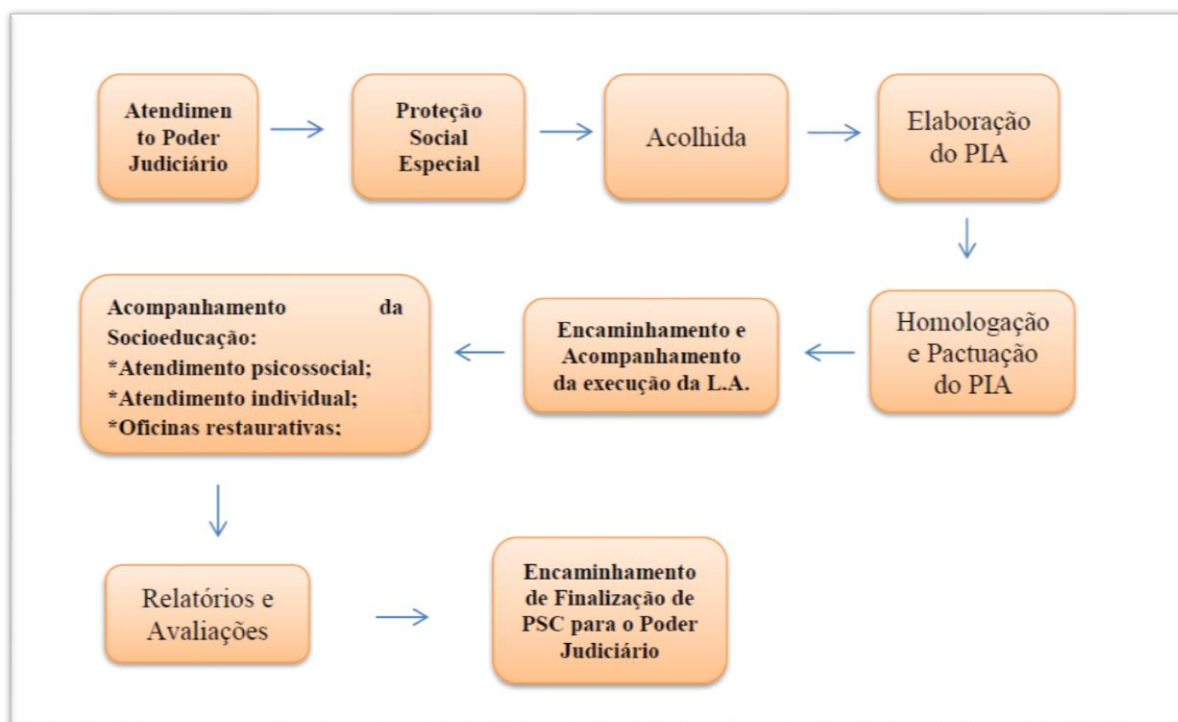 Atendimen
to Poder
Judiciário
Proteção
Social
Especial
Acolhida
Elaboração
do PIA
Homologação
e Pactuação
do PIA
Encaminhamento e
Acompanhamento
da execução da L.A.
Acompanhamento da
Socioeducação:
*Atendimento psicossocial;
*Atendimento individual;
*Oficinas restaurativas;
Relatórios e
Avaliações
Encaminhamento
de Finalização de
PSC para o Poder
Judiciário